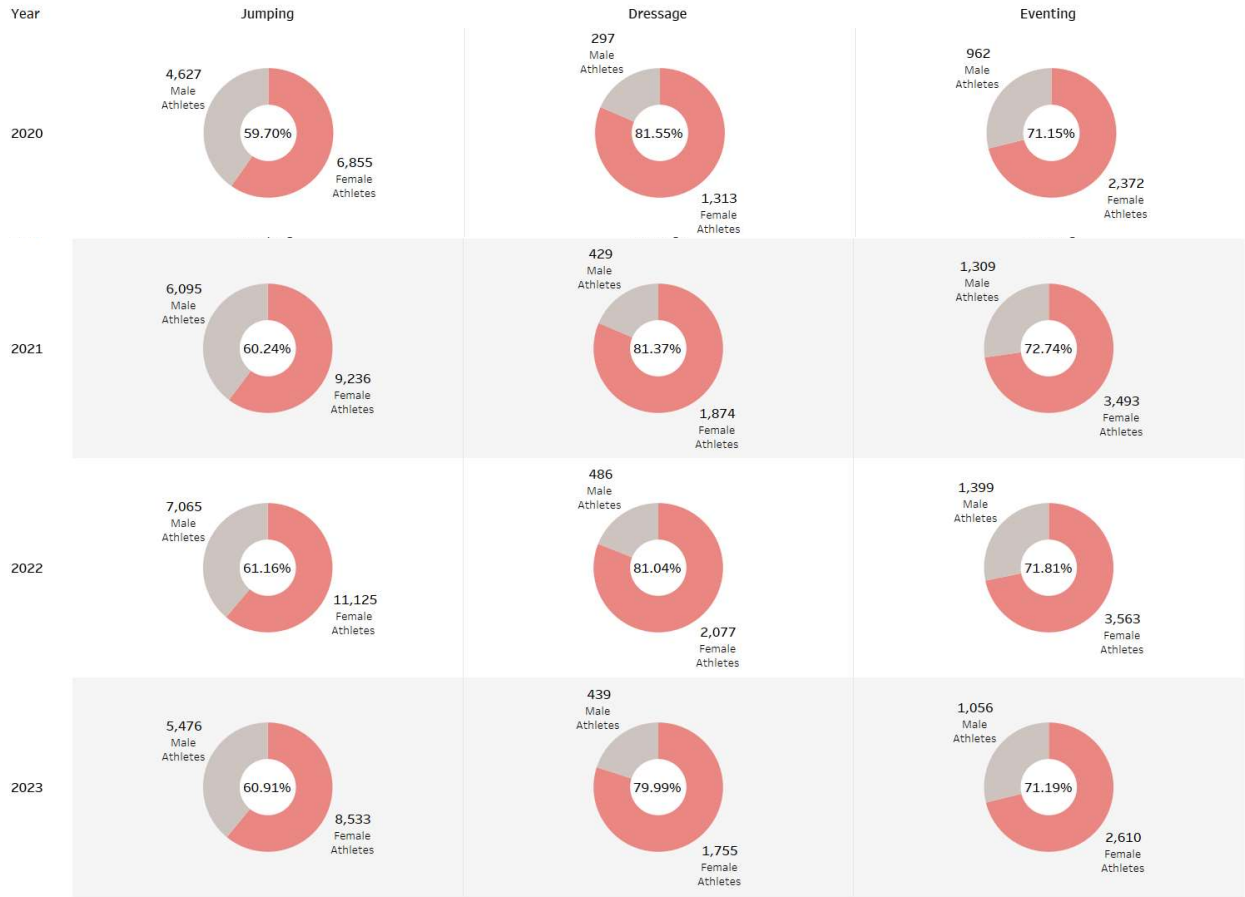 Year Jumping Dressage Eventing
2020
4,627
Male
Athletes
59.70%
6,855
Female
Athletes
297
Male
Athletes
81.55%
1,313
Female
Athletes
962
Male
Athletes
71.15%
2,372
Female
Athletes
2021
6,095
Male
Athletes
60.24%
9,236
Female
Athletes
429
Male
Athletes
81.37%
1,874
Female
Athletes
1,309
Male
Athletes
72.74%
3,493
Female
Athletes
2022
7,065
Male
Athletes
61.16%
11,125
Female
Athletes
486
Male
Athletes
81.04%
2,077
Female
Athletes
1,399
Male
Athletes
71.81%
3,563
Female
Athletes
2023
5,476
Male
Athletes
60.91%
8,533
Female
Athletes
439
Male
Athletes
79.99%
1,755
Female
Athletes
1,056
Male
Athletes
71.19%
2,610
Female
Athletes